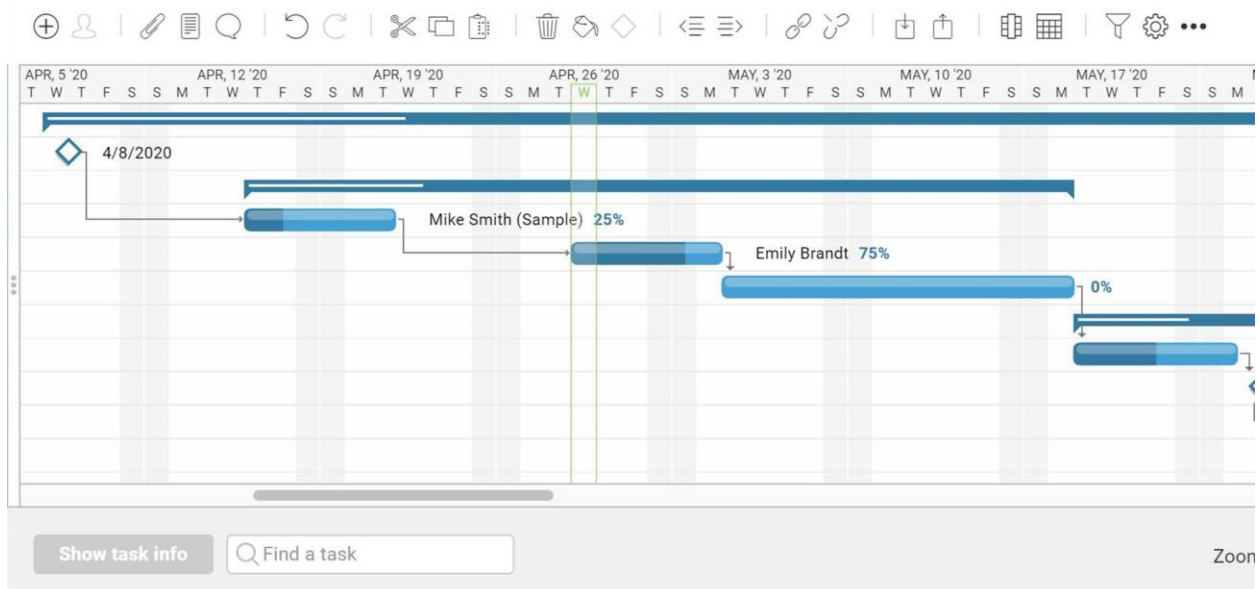 APR, 5 '20 APR, 12 '20 APR, 19 '20 APR, 26 '20 MAY, 3 '20 MAY, 10 '20 MAY, 17 '20
T W T F S S M T W T F S S M T W T F S S M T W T F S S M T W T F S S M T W T F S S M T W T F S S M
4/8/2020
Mike Smith (Sample) 25%
Emily Brandt 75%
0%
Show task info Find a task Zoom